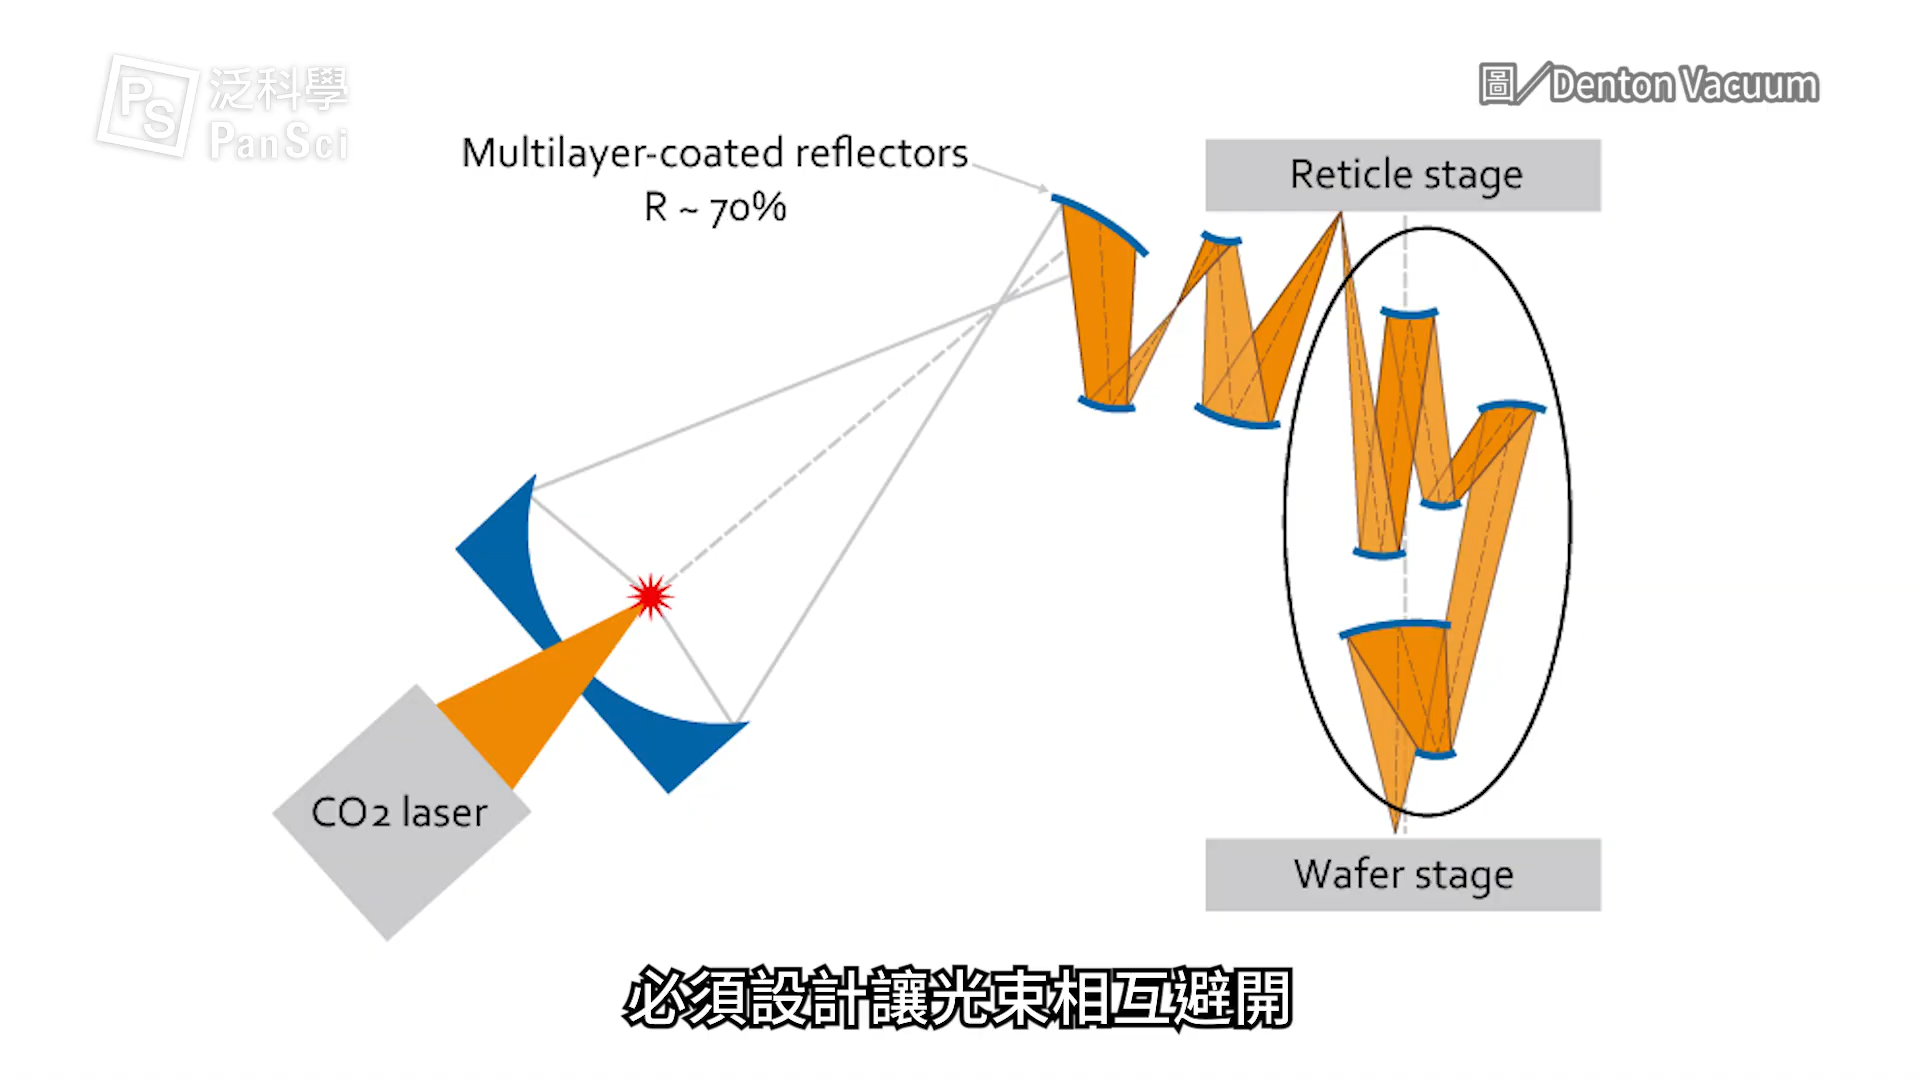 PS 泛科學
PanSci
圖／Denton Vacuum
Multilayer-coated reflectors
R ~ 70%
Reticle stage
CO2 laser
Wafer stage
必須設計讓光束相互避開